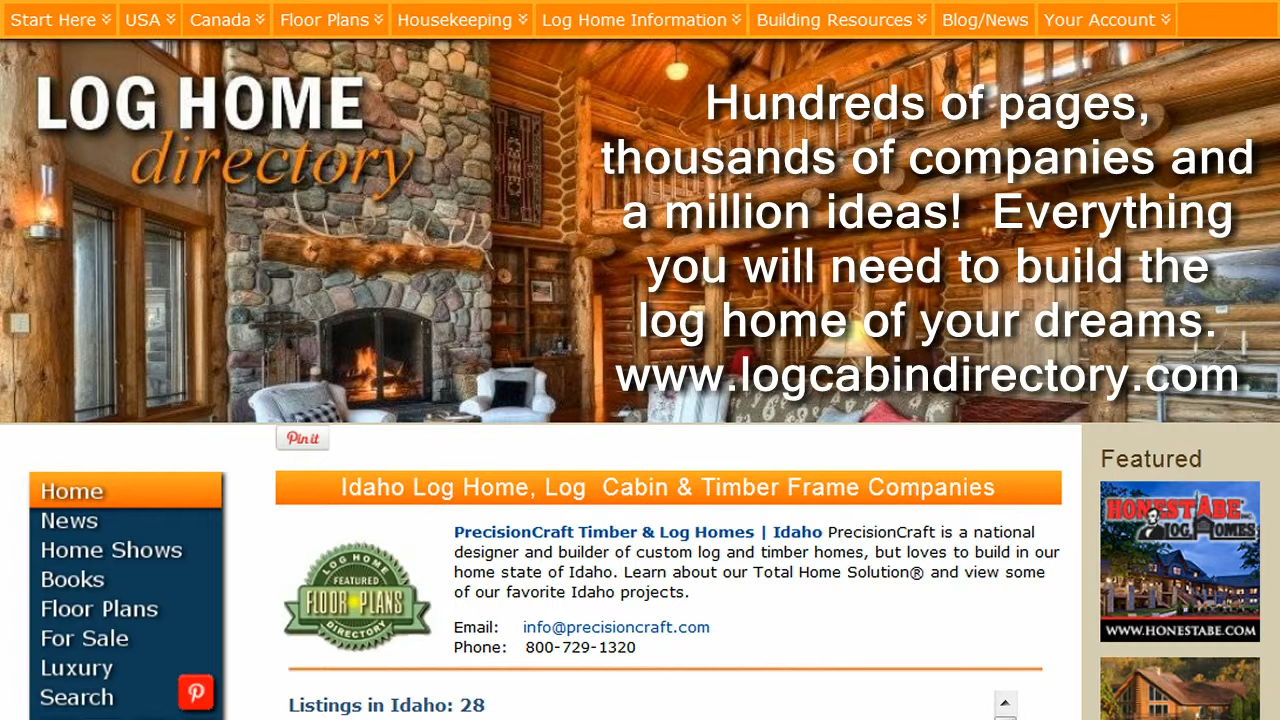 Start Here USA Canada Floor Plans Housekeeping Log Home Information Building Resources Blog/News Your Account
LOG HOME
directory
Hundreds of pages,
thousands of companies and
a million ideas! Everything
you will need to build the
log home of your dreams.
www.logcabindirectory.com
Pin it
Home
News
Home Shows
Books
Floor Plans
For Sale
Luxury
Search
Idaho Log Home, Log Cabin & Timber Frame Companies
LOG HOME
FEATURED
FLOOR PLANS
DIRECTORY
PrecisionCraft Timber & Log Homes | Idaho PrecisionCraft is a national
designer and builder of custom log and timber homes, but loves to build in our
home state of Idaho. Learn about our Total Home Solution® and view some
of our favorite Idaho projects.
Email: info@precisioncraft.com
Phone: 800-729-1320
Listings in Idaho: 28
Featured
HONEST ABE
LOG HOMES
WWW.HONESTABE.COM